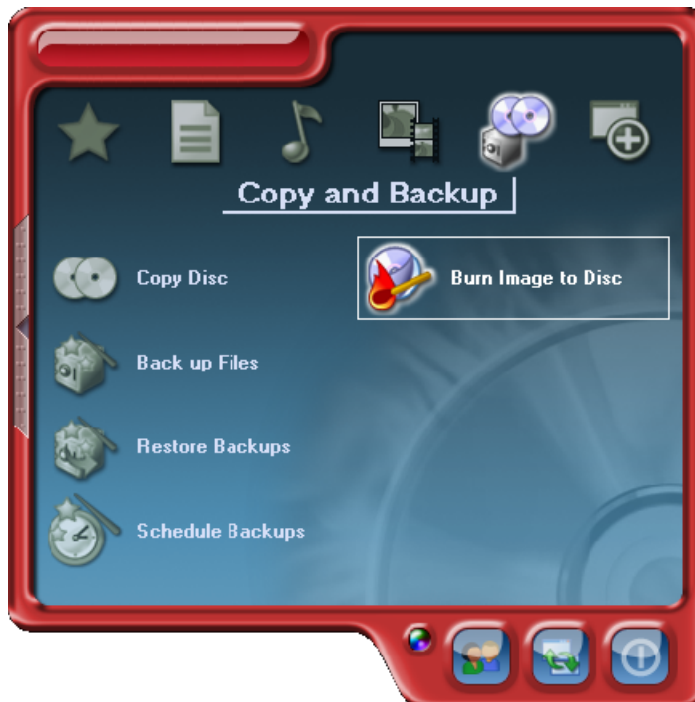 Copy and Backup
Copy Disc
Burn Image to Disc
Back up Files
Restore Backups
Schedule Backups